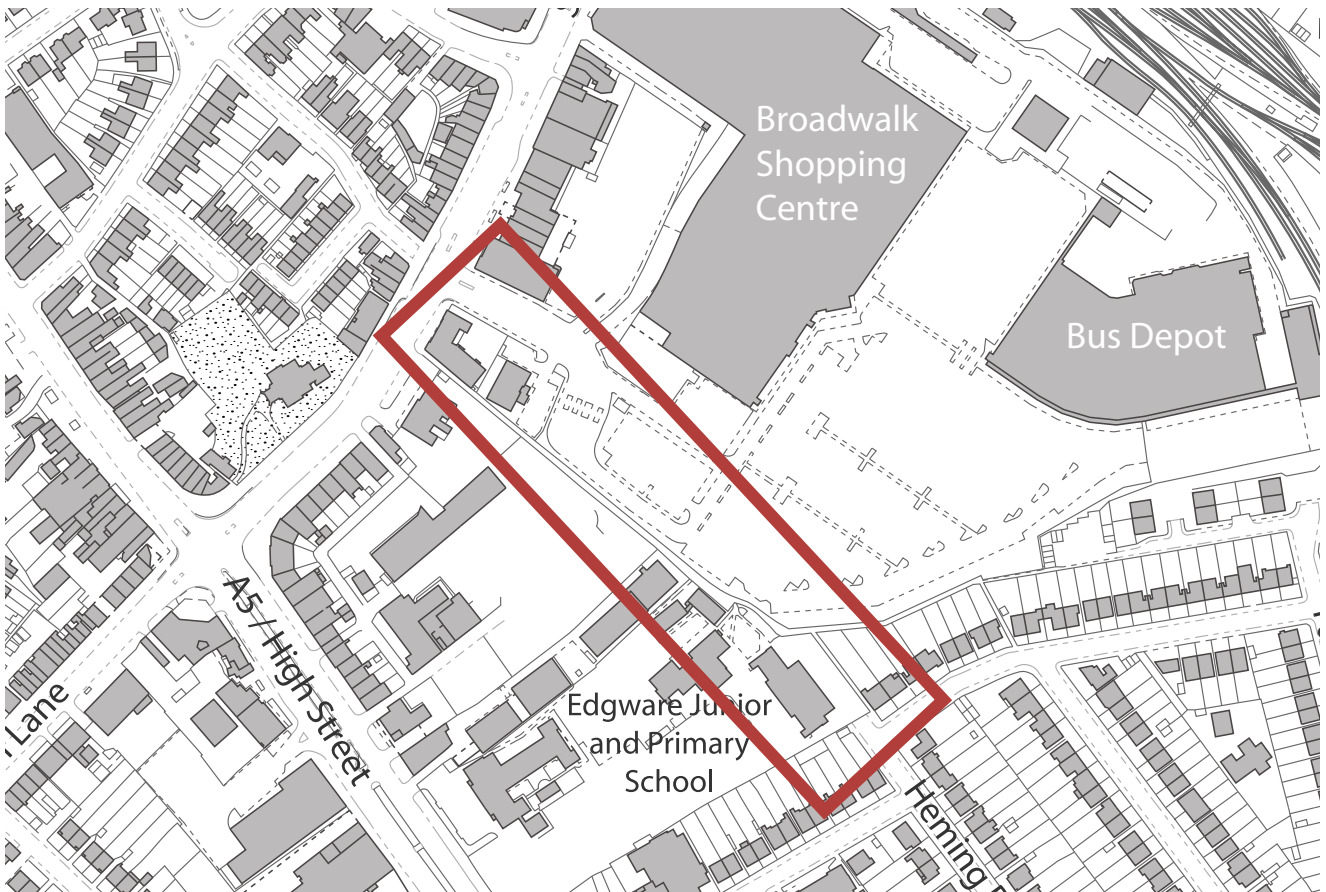 Broadwalk
Shopping
Centre
Bus Depot
A5 / High Street
Lane
Edgware Junior
and Primary
School
Heming